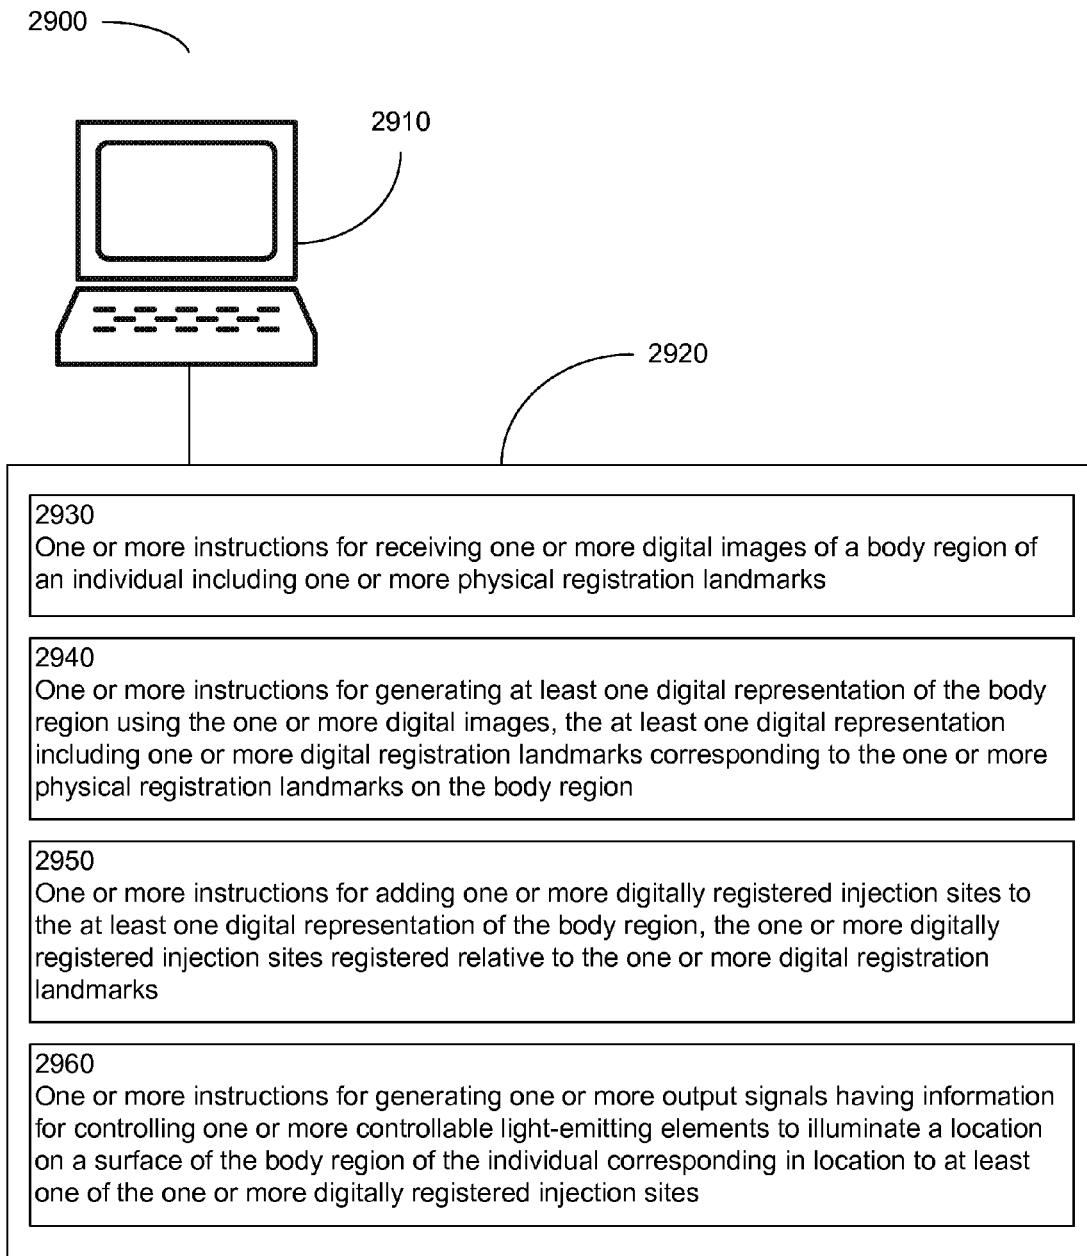 2900
2910
2920
2930
One or more instructions for receiving one or more digital images of a body region of
an individual including one or more physical registration landmarks
2940
One or more instructions for generating at least one digital representation of the body
region using the one or more digital images, the at least one digital representation
including one or more digital registration landmarks corresponding to the one or more
physical registration landmarks on the body region
2950
One or more instructions for adding one or more digitally registered injection sites to
the at least one digital representation of the body region, the one or more digitally
registered injection sites registered relative to the one or more digital registration
landmarks
2960
One or more instructions for generating one or more output signals having information
for controlling one or more controllable light-emitting elements to illuminate a location
on a surface of the body region of the individual corresponding in location to at least
one of the one or more digitally registered injection sites